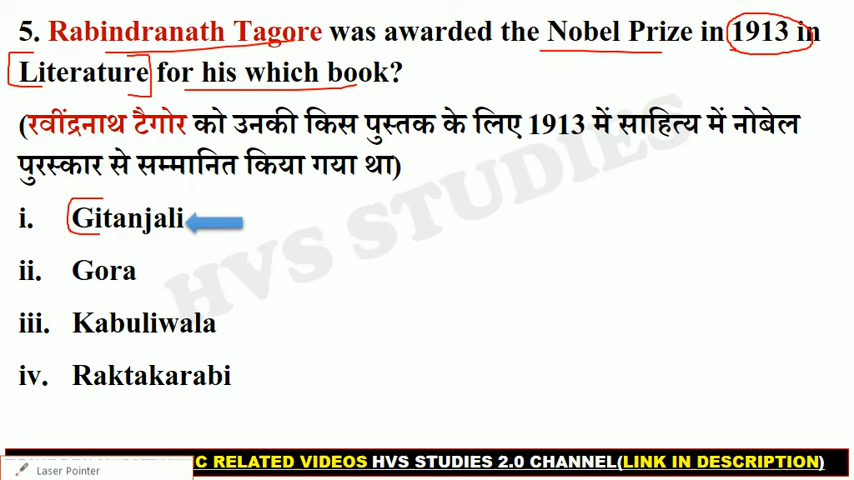 5. Rabindranath Tagore was awarded the Nobel Prize in 1913 in
Literature for his which book?
(रवींद्रनाथ टैगोर को उनकी किस पुस्तक के लिए 1913 में साहित्य में नोबेल
पुरस्कार से सम्मानित किया गया था)
i. Gitanjali
ii. Gora
iii. Kabuliwala
iv. Raktakarabi
HVS STUDIES
C RELATED VIDEOS HVS STUDIES 2.0 CHANNEL(LINK IN DESCRIPTION)
Laser Pointer